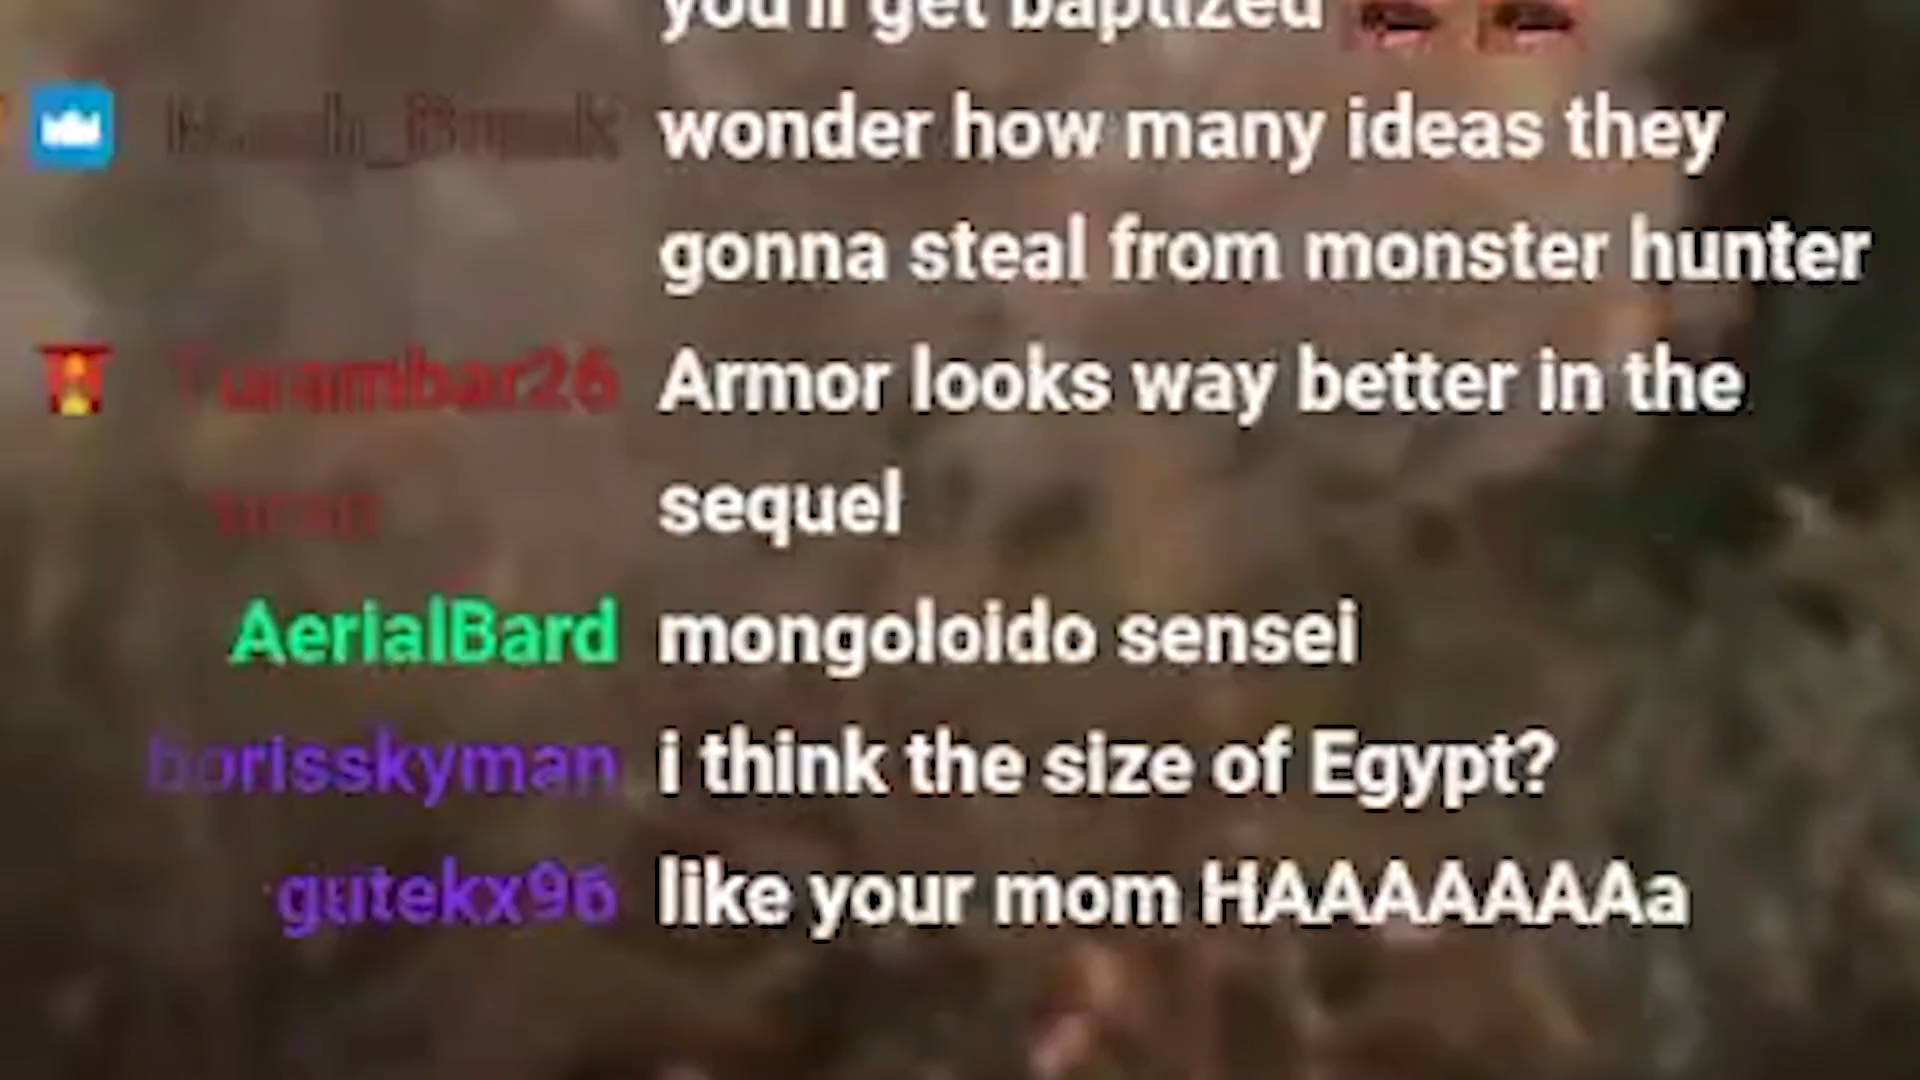 you'll get baptized
wonder how many ideas they
gonna steal from monster hunter
Turambar26 Armor looks way better in the
sequel
AerialBard mongoloido sensei
borisskyman i think the size of Egypt?
gutekx96 like your mom HAAAAAAAAa